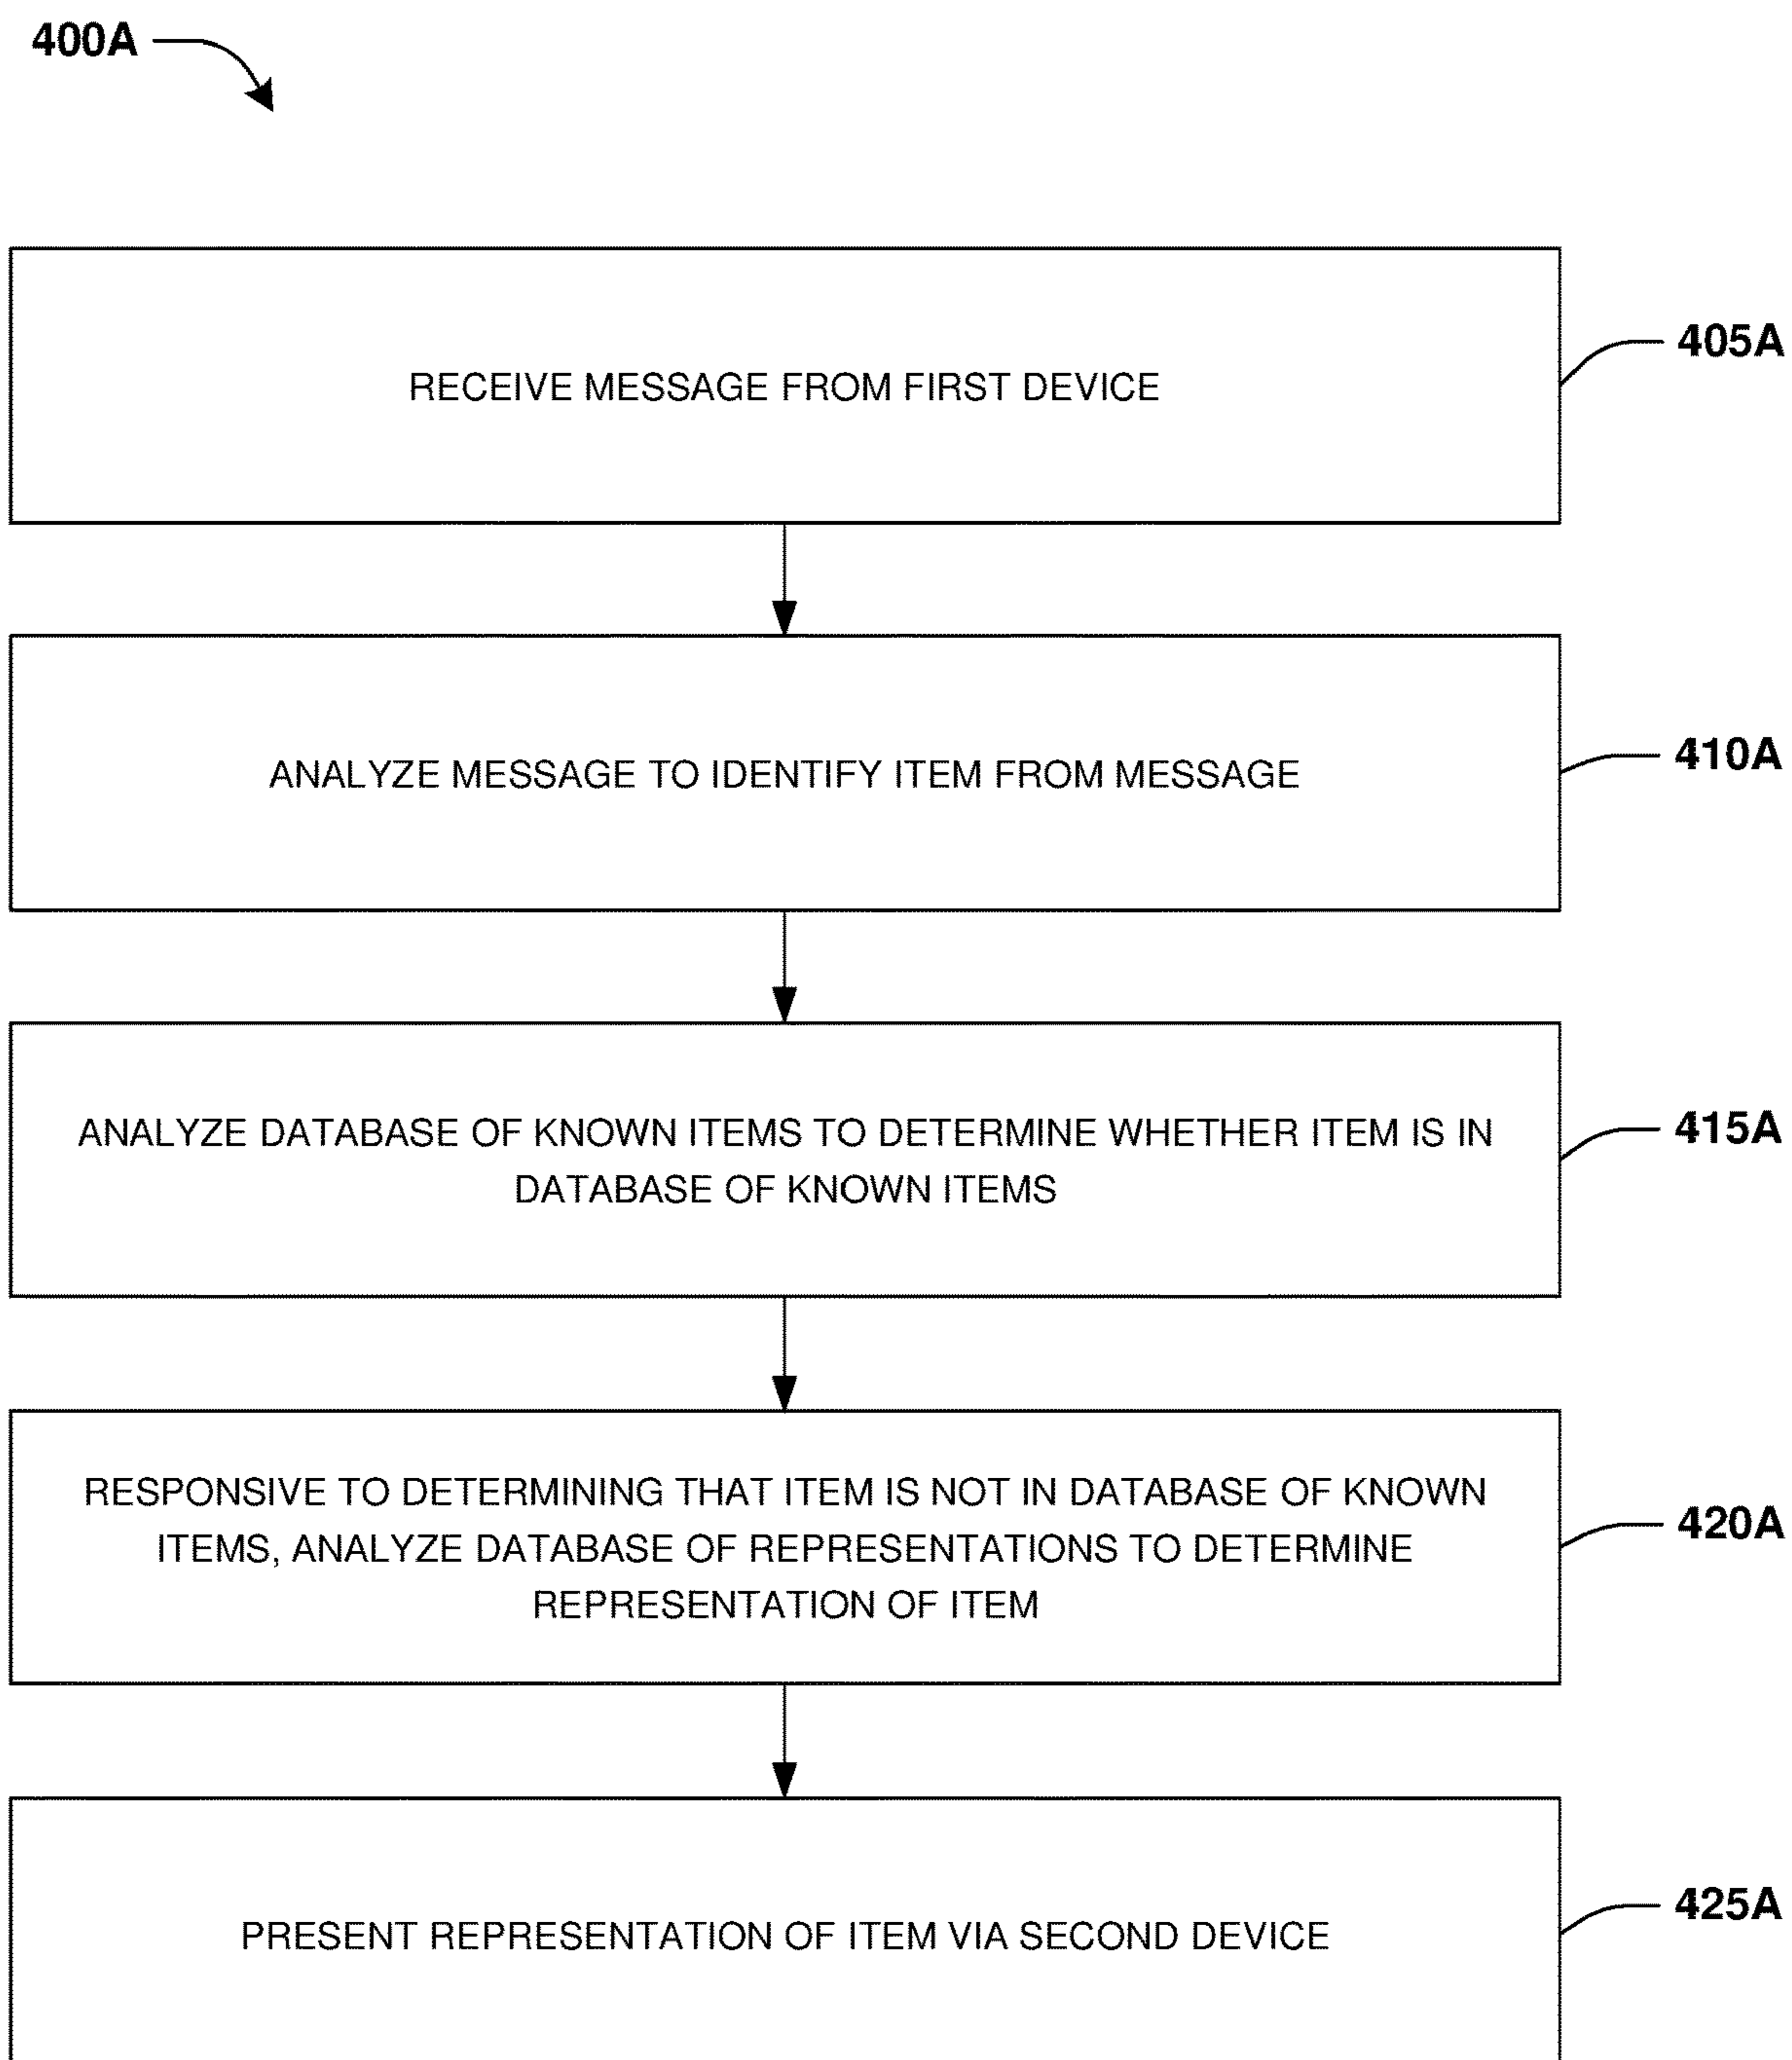 400A
RECEIVE MESSAGE FROM FIRST DEVICE
405A
ANALYZE MESSAGE TO IDENTIFY ITEM FROM MESSAGE
410A
ANALYZE DATABASE OF KNOWN ITEMS TO DETERMINE WHETHER ITEM IS IN
DATABASE OF KNOWN ITEMS
415A
RESPONSIVE TO DETERMINING THAT ITEM IS NOT IN DATABASE OF KNOWN
ITEMS, ANALYZE DATABASE OF REPRESENTATIONS TO DETERMINE
REPRESENTATION OF ITEM
420A
PRESENT REPRESENTATION OF ITEM VIA SECOND DEVICE
425A